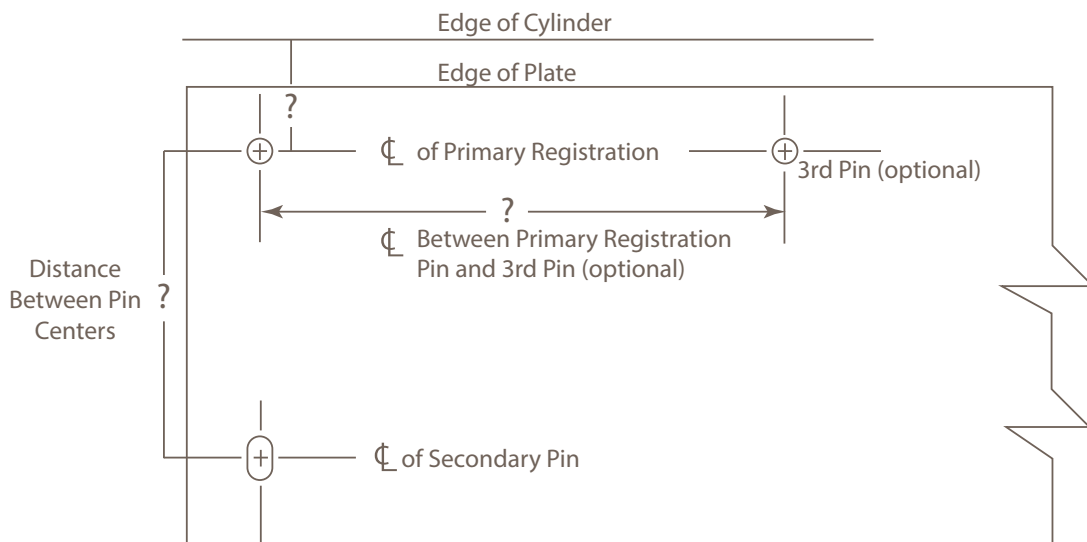 Edge of Cylinder
Edge of Plate
?
℄ of Primary Registration
3rd Pin (optional)
?
℄ Between Primary Registration
Pin and 3rd Pin (optional)
Distance
Between Pin ?
Centers
℄ of Secondary Pin